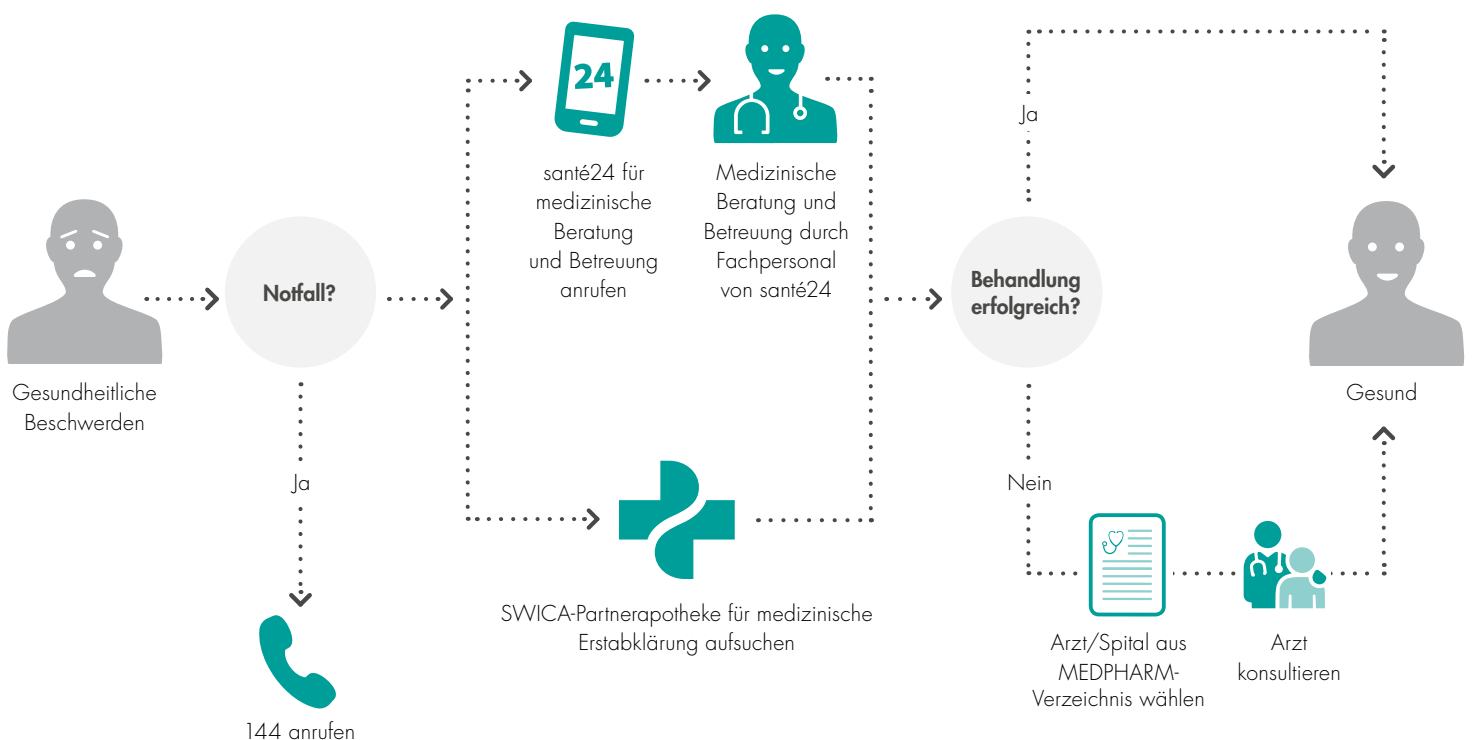 Gesundheitliche
Beschwerden
Notfall?
Ja
144 anrufen
24
santé24 für
medizinische
Beratung
und Betreuung
anrufen
Medizinische
Beratung und
Betreuung durch
Fachpersonal
von santé24
SWICA-Partnerapotheke für medizinische
Erstabklärung aufsuchen
Behandlung
erfolgreich?
Ja
Nein
Arzt/Spital aus
MEDPHARM-
Verzeichnis wählen
Arzt
konsultieren
Gesund